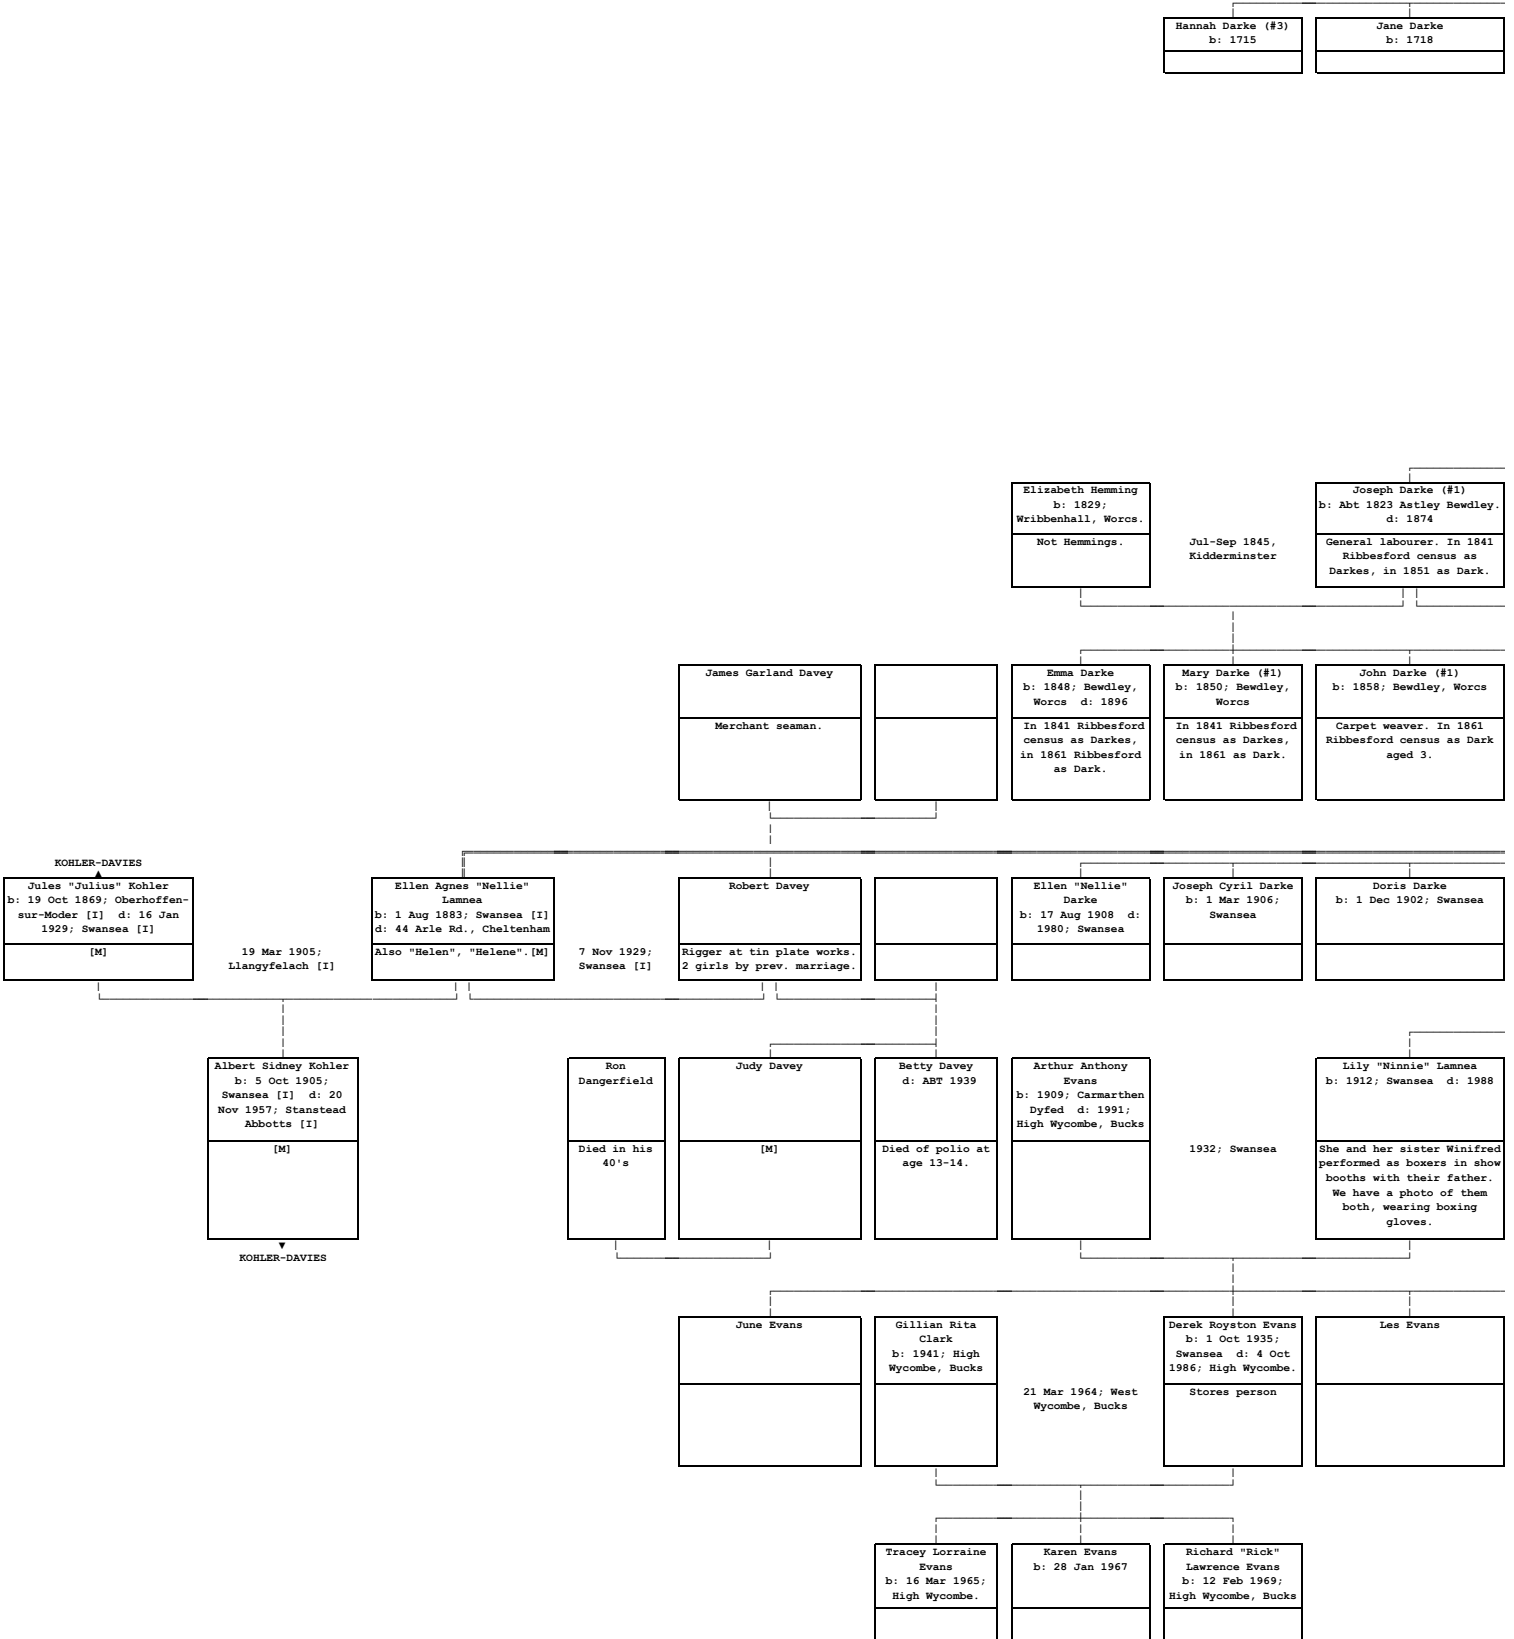 Hannah Darke (#3)
b: 1715
Jane Darke
b: 1718
Elizabeth Hemming
b: 1829;
Wribbenhall, Worcs.
Not Hemmings.
Jul-Sep 1845,
Kidderminster
Joseph Darke (#1)
b: Abt 1823 Astley Bewdley.
d: 1874
General labourer. In 1841
Ribbesford census as
Darkes, in 1851 as Dark.
James Garland Davey
Merchant seaman.
Emma Darke
b: 1848; Bewdley,
Worcs d: 1896
In 1841 Ribbesford
census as Darkes,
in 1861 Ribbesford
as Dark.
Mary Darke (#1)
b: 1850; Bewdley,
Worcs
In 1841 Ribbesford
census as Darkes,
in 1861 as Dark.
John Darke (#1)
b: 1858; Bewdley, Worcs
Carpet weaver. In 1861
Ribbesford census as Dark
aged 3.
KOHLER-DAVIES
Jules "Julius" Kohler
b: 19 Oct 1869; Oberhoffen-
sur-Moder [I] d: 16 Jan
1929; Swansea [I]
[M]
19 Mar 1905;
Llangyfelach [I]
Ellen Agnes "Nellie"
Lamnea
b: 1 Aug 1883; Swansea [I]
d: 44 Arle Rd., Cheltenham
Also "Helen", "Helene".[M]
7 Nov 1929;
Swansea [I]
Robert Davey
Rigger at tin plate works.
2 girls by prev. marriage.
Ellen "Nellie"
Darke
b: 17 Aug 1908 d:
1980; Swansea
Joseph Cyril Darke
b: 1 Mar 1906;
Swansea
Doris Darke
b: 1 Dec 1902; Swansea
Albert Sidney Kohler
b: 5 Oct 1905;
Swansea [I] d: 20
Nov 1957; Stanstead
Abbotts [I]
[M]
KOHLER-DAVIES
Ron
Dangerfield
Died in his
40's
Judy Davey
[M]
Betty Davey
d: ABT 1939
Died of polio at
age 13-14.
Arthur Anthony
Evans
b: 1909; Carmarthen
Dyfed d: 1991;
High Wycombe, Bucks
1932; Swansea
Lily "Ninnie" Lamnea
b: 1912; Swansea d: 1988
She and her sister Winifred
performed as boxers in show
booths with their father.
We have a photo of them
both, wearing boxing
gloves.
June Evans
Gillian Rita
Clark
b: 1941; High
Wycombe, Bucks
21 Mar 1964; West
Wycombe, Bucks
Derek Royston Evans
b: 1 Oct 1935;
Swansea d: 4 Oct
1986; High Wycombe.
Stores person
Les Evans
Tracey Lorraine
Evans
b: 16 Mar 1965;
High Wycombe.
Karen Evans
b: 28 Jan 1967
Richard "Rick"
Lawrence Evans
b: 12 Feb 1969;
High Wycombe, Bucks